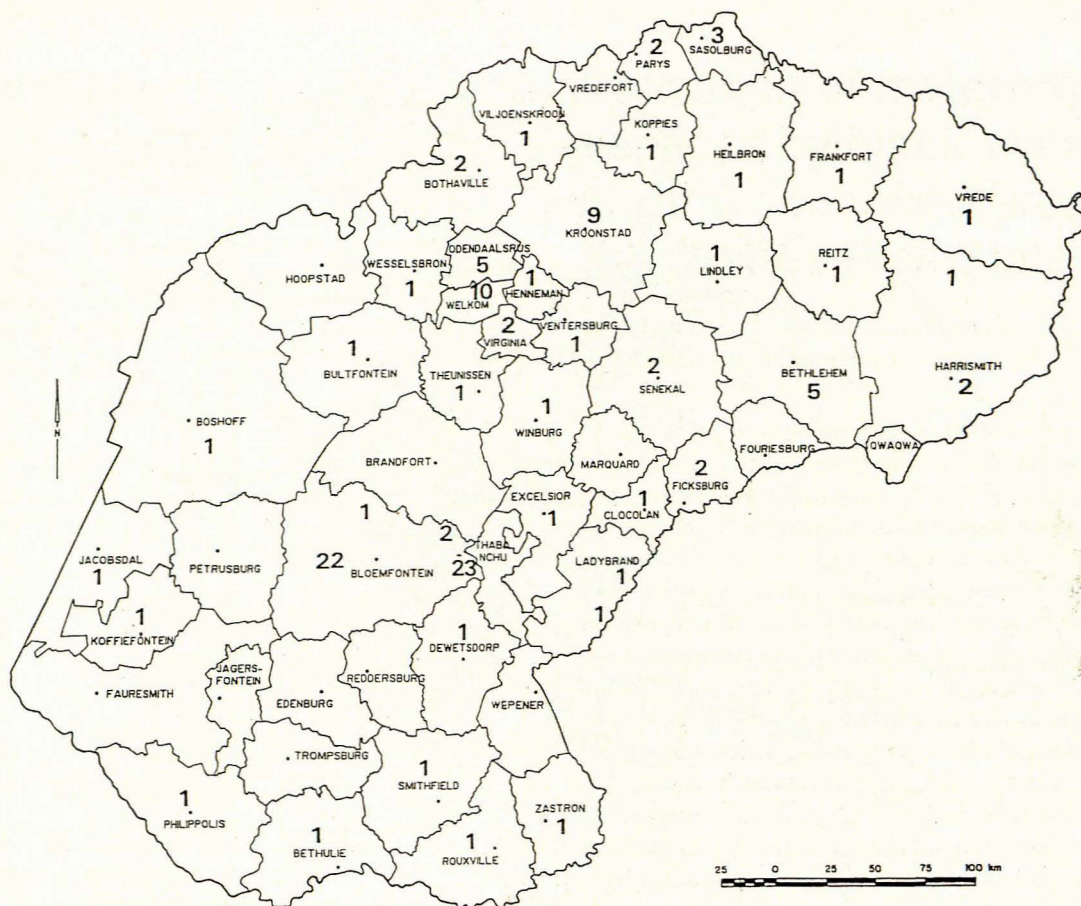 3
SASOLBURG
2
PARYS
VREDEFORT
VILJOENSKROON
1
KOPPIES
1
HEILBRON
1
FRANKFORT
1
VREDE
1
2
BOTHAVILLE
9
KROONSTAD
ODENDAALSRUS
5
HOOPSTAD
WESSELSBRON
1
10
WELKOM
1
HENNEMAN
1
LINDLEY
REITZ
1
1
HARRISMITH
2
2
VIRGINIA
VENTERSBURG
1
1
BULTFONTEIN
THEUNISSEN
1
2
SENEKAL
BETHLEHEM
5
N
BOSHOFF
1
1
WINBURG
BRANDFORT
MARQUARD
FOURIESBURG
QWAQWA
2
FICKSBURG
EXCELSIOR
1
1
CLOCOLAN
1
22
BLOEMFONTEIN
2
23
THABA
NCHU
LADYBRAND
1
1
JACOBSDAL
1
PETRUSBURG
1
KOFFIEFONTEIN
1
DEWETSDORP
FAURESMITH
JAGERS-
FONTEIN
EDENBURG
REDDERSBURG
WEPENER
TROMPSBURG
1
SMITHFIELD
1
PHILIPPOLIS
ZASTRON
1
1
BETHULIE
1
ROUXVILLE
25 0 25 50 75 100 km